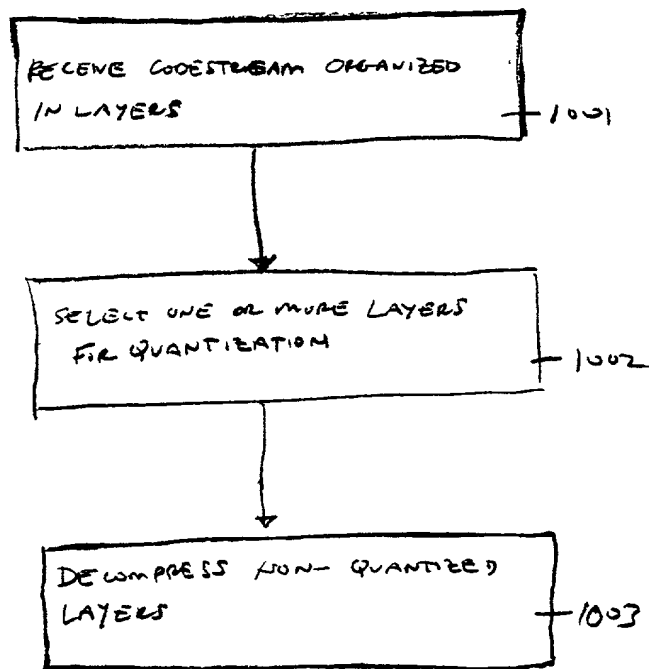 RECEIVE CODESTREAM ORGANIZED
IN LAYERS
1001
SELECT ONE OR MORE LAYERS
FOR QUANTIZATION
1002
DECOMPRESS NON-QUANTIZED
LAYERS
1003